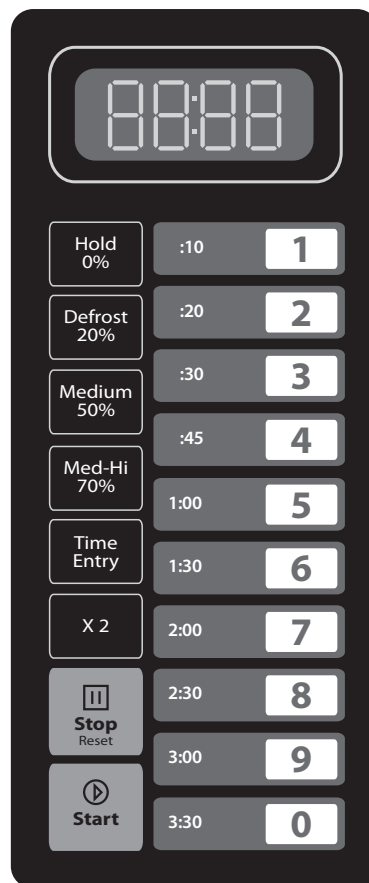 88:88
Hold
0%
Defrost
20%
Medium
50%
Med-Hi
70%
Time
Entry
X 2
Stop
Reset
Start
:10 1
:20 2
:30 3
:45 4
1:00 5
1:30 6
2:00 7
2:30 8
3:00 9
3:30 0